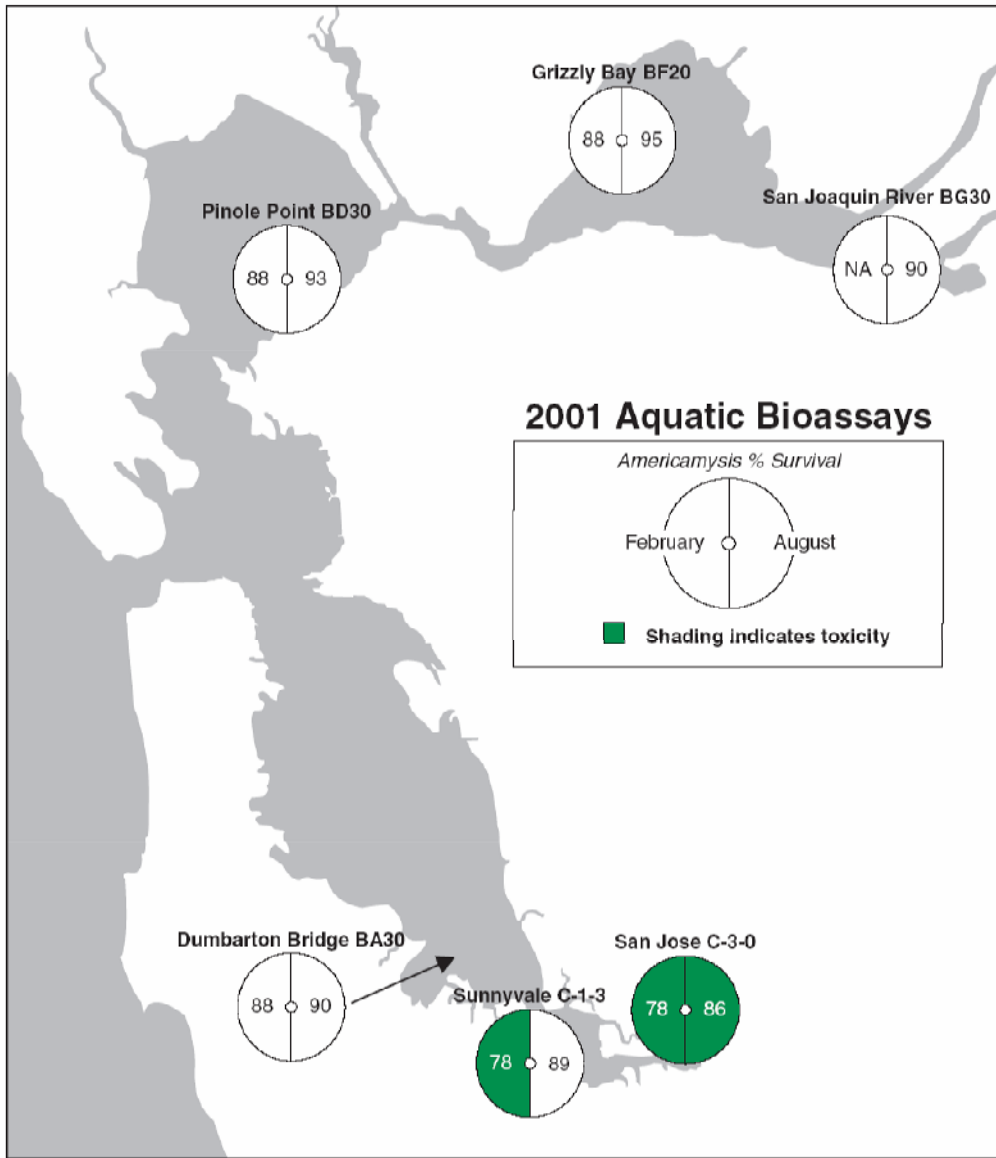 Grizzly Bay BF20
88 95
San Joaquin River BG30
NA 90
Pinole Point BD30
88 93
2001 Aquatic Bioassays
Americamysis % Survival
February August
Shading indicates toxicity
Dumbarton Bridge BA30
88 90
San Jose C-3-0
78 86
Sunnyvale C-1-3
78 89